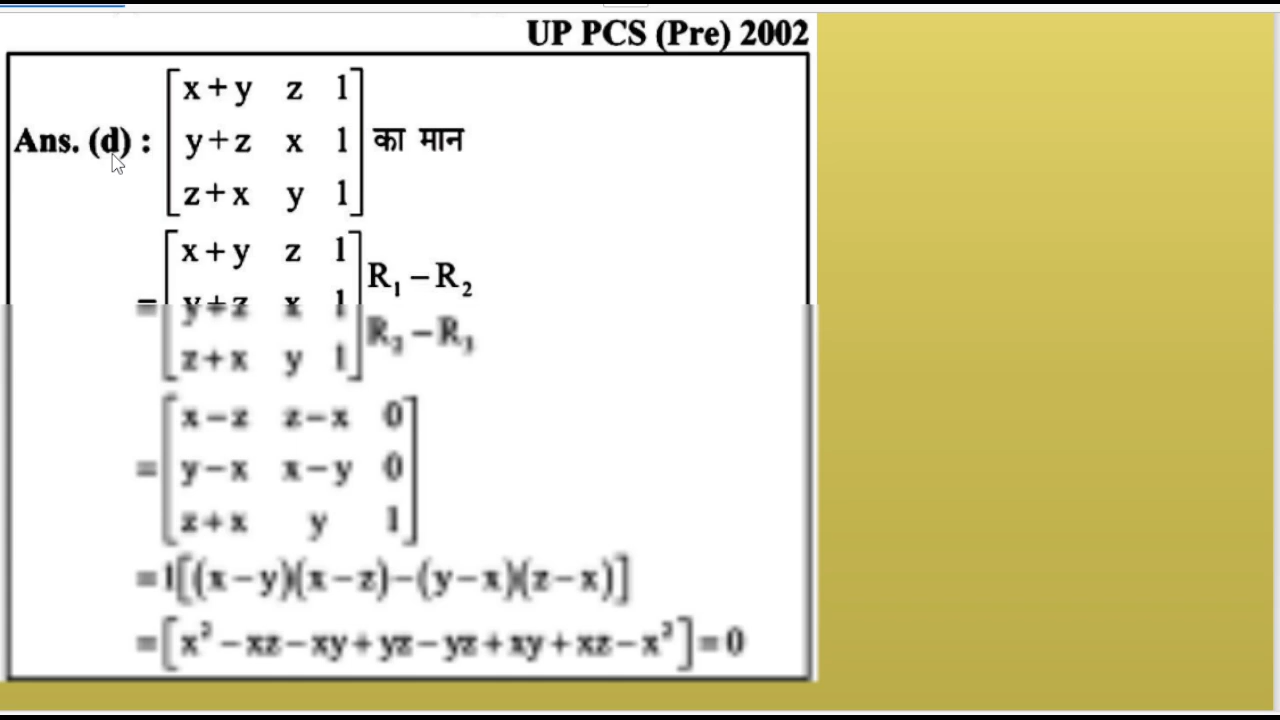 UP PCS (Pre) 2002
Ans. (d) : [x+y z 1
y+z x 1
z+x y 1] का मान
= [x+y z 1
y+z x 1
z+x y 1] R₁ – R₂
R₂ – R₃
= [x–z z–x 0
y–x x–y 0
z+x y 1]
=1[(x–y)(x–z)–(y–x)(z–x)]
=[x²–xz–xy+yz–yz+xy+xz–x²]=0